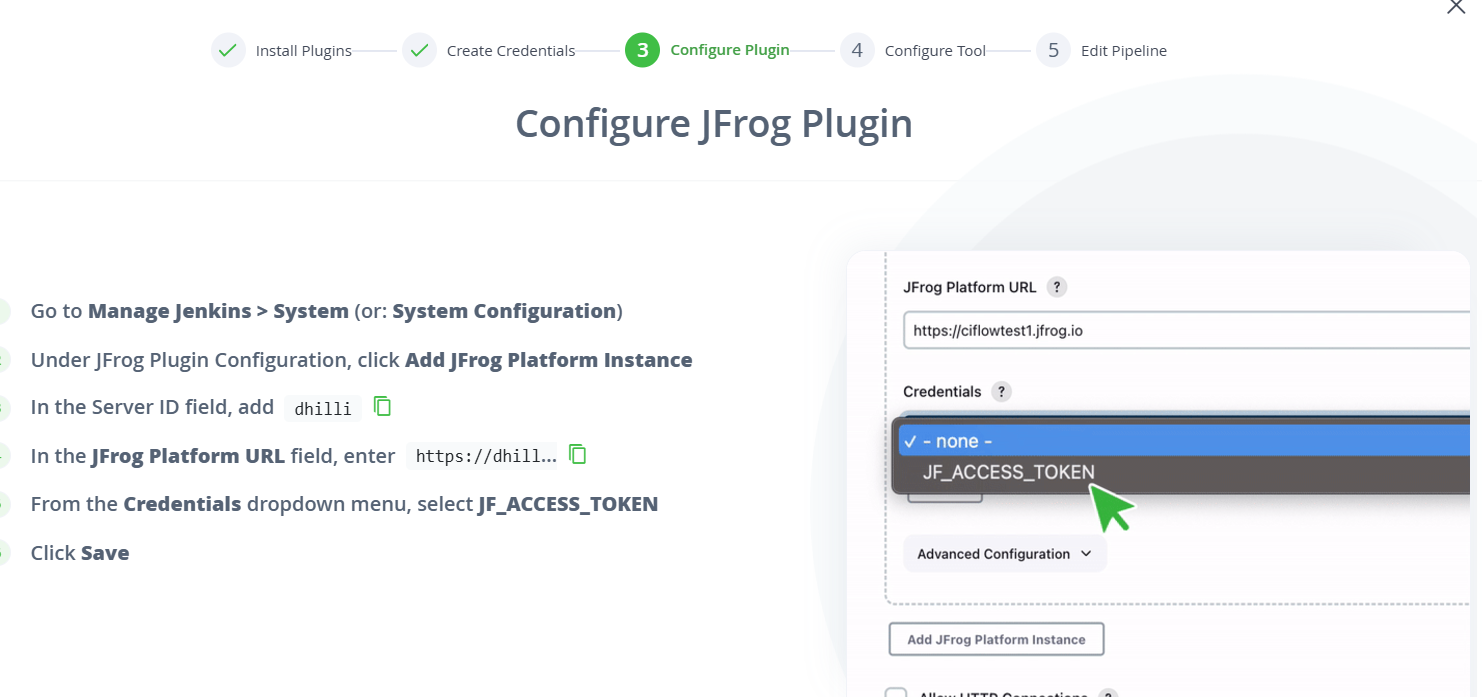 Install Plugins
Create Credentials
3 Configure Plugin
4 Configure Tool
5 Edit Pipeline
Configure JFrog Plugin
Go to Manage Jenkins > System (or: System Configuration)
Under JFrog Plugin Configuration, click Add JFrog Platform Instance
In the Server ID field, add dhilli
In the JFrog Platform URL field, enter https://dhill...
From the Credentials dropdown menu, select JF_ACCESS_TOKEN
Click Save
JFrog Platform URL ?
https://ciflowtest1.jfrog.io
Credentials ?
✓ - none -
JF_ACCESS_TOKEN
Advanced Configuration
Add JFrog Platform Instance
Allow HTTP Connections ?